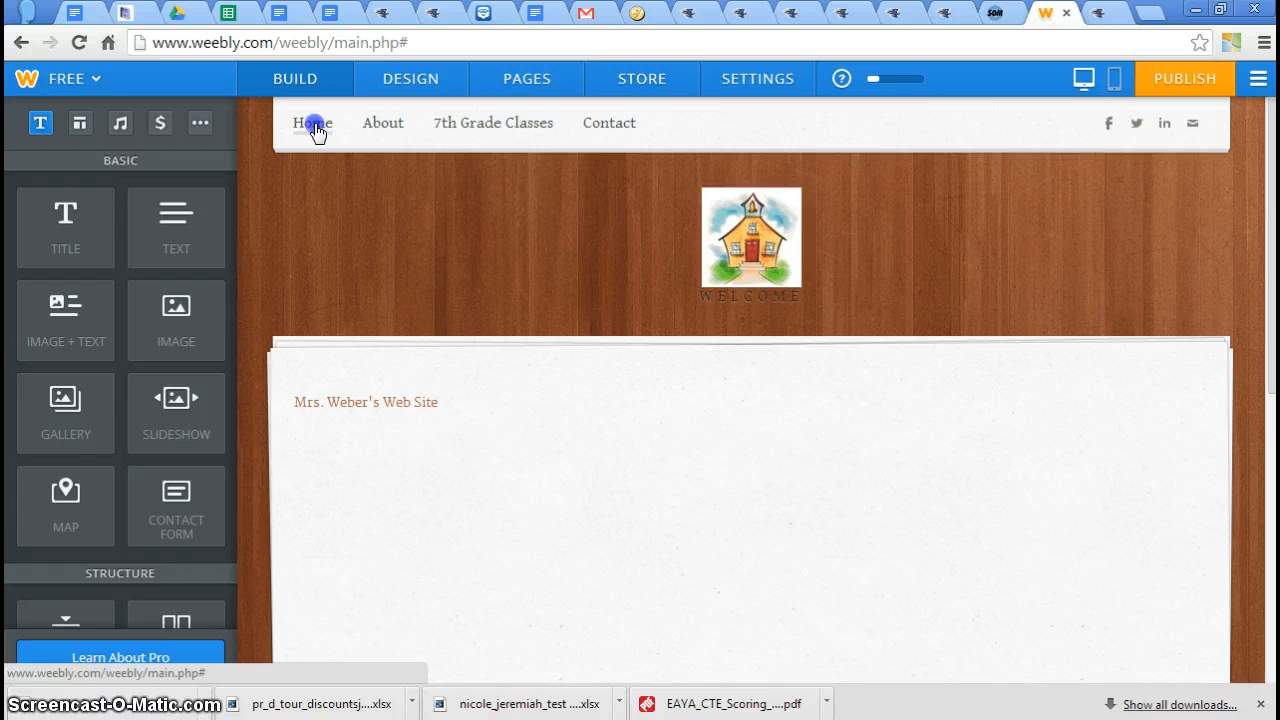 www.weebly.com/weebly/main.php#
FREE BUILD DESIGN PAGES STORE SETTINGS ? PUBLISH
T $
Home About 7th Grade Classes Contact
BASIC
T
TITLE TEXT
IMAGE + TEXT IMAGE
GALLERY SLIDESHOW
MAP CONTACT FORM
STRUCTURE
Learn About Pro
WELCOME
Mrs. Weber's Web Site
www.weebly.com/weebly/main.php#
Screencast-O-Matic.com pr_d_tour_discountsj....xlsx nicole_jeremiah_test ....xlsx EAYA_CTE_Scoring_....pdf Show all downloads...